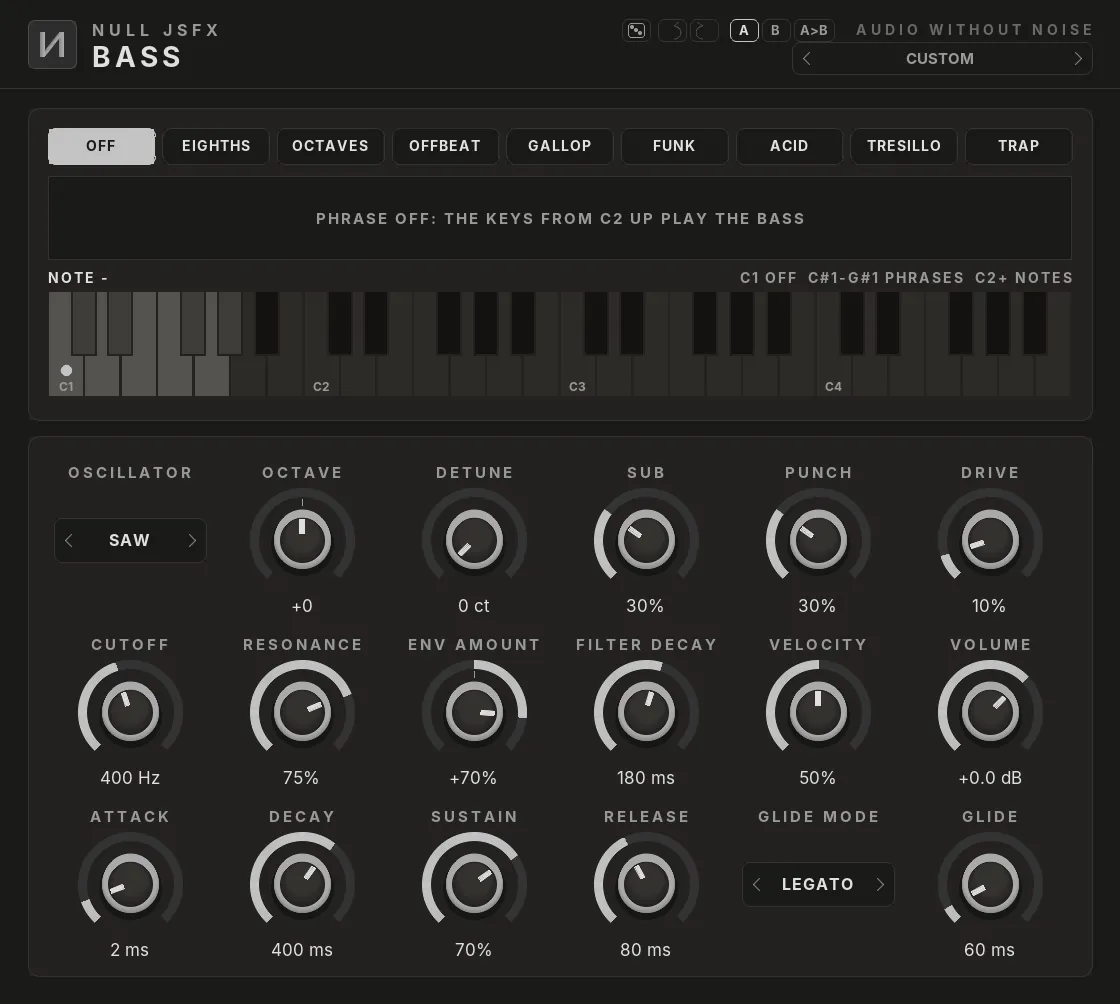 NULL JSFX
BASS
A B A>B
AUDIO WITHOUT NOISE
CUSTOM
OFF EIGHTHS OCTAVES OFFBEAT GALLOP FUNK ACID TRESILLO TRAP
PHRASE OFF: THE KEYS FROM C2 UP PLAY THE BASS
NOTE - C1 OFF C#1-G#1 PHRASES C2+ NOTES
C1 C2 C3 C4
OSCILLATOR OCTAVE DETUNE SUB PUNCH DRIVE
SAW
+0 0 ct 30% 30% 10%
CUTOFF RESONANCE ENV AMOUNT FILTER DECAY VELOCITY VOLUME
400 Hz 75% +70% 180 ms 50% +0.0 dB
ATTACK DECAY SUSTAIN RELEASE GLIDE MODE GLIDE
LEGATO
2 ms 400 ms 70% 80 ms 60 ms